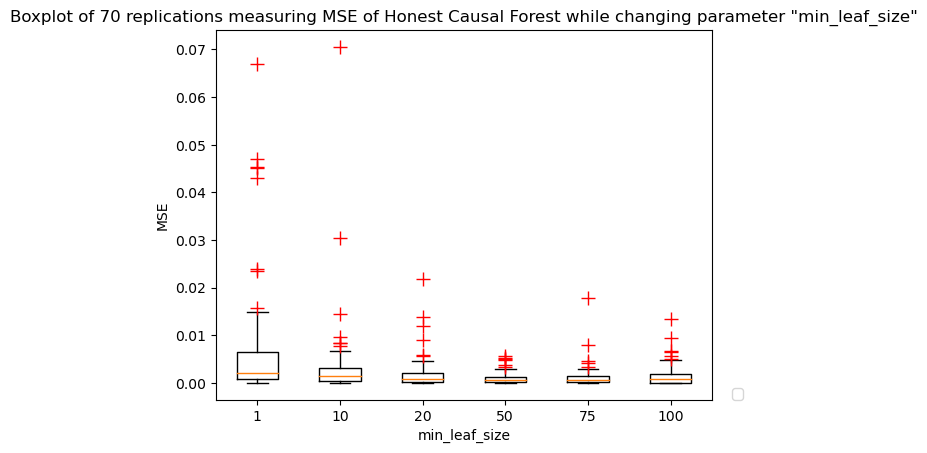 Boxplot of 70 replications measuring MSE of Honest Causal Forest while changing parameter "min_leaf_size"
0.07
0.06
0.05
0.04
0.03
0.02
0.01
0.00
MSE
1 10 20 50 75 100
min_leaf_size